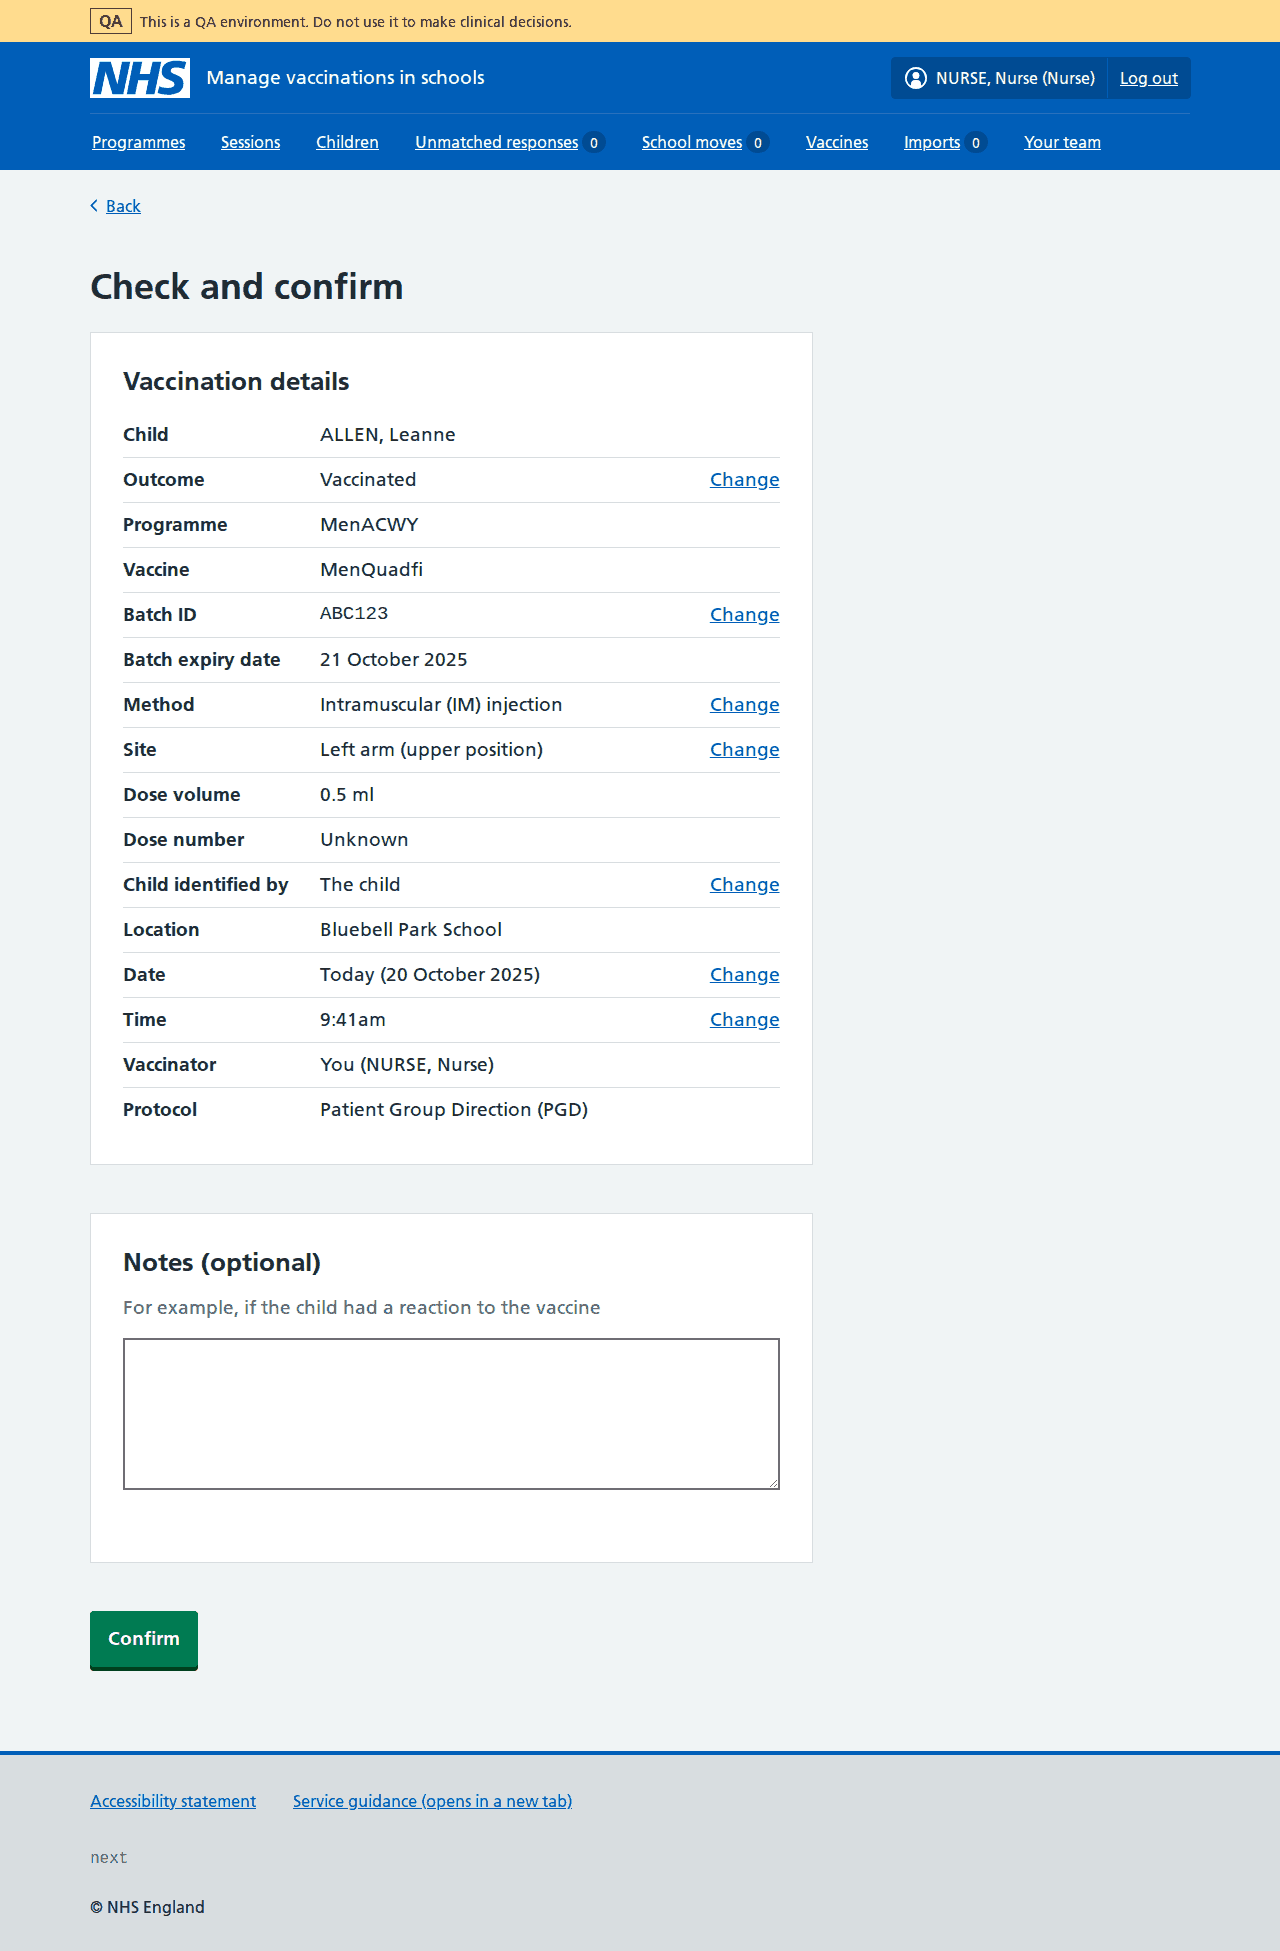 QA This is a QA environment. Do not use it to make clinical decisions.
NHS Manage vaccinations in schools NURSE, Nurse (Nurse) Log out
Programmes Sessions Children Unmatched responses 0 School moves 0 Vaccines Imports 0 Your team
Back
Check and confirm
Vaccination details
Child ALLEN, Leanne
Outcome Vaccinated Change
Programme MenACWY
Vaccine MenQuadfi
Batch ID ABC123 Change
Batch expiry date 21 October 2025
Method Intramuscular (IM) injection Change
Site Left arm (upper position) Change
Dose volume 0.5 ml
Dose number Unknown
Child identified by The child Change
Location Bluebell Park School
Date Today (20 October 2025) Change
Time 9:41am Change
Vaccinator You (NURSE, Nurse)
Protocol Patient Group Direction (PGD)
Notes (optional)
For example, if the child had a reaction to the vaccine
Confirm
Accessibility statement Service guidance (opens in a new tab)
next
© NHS England